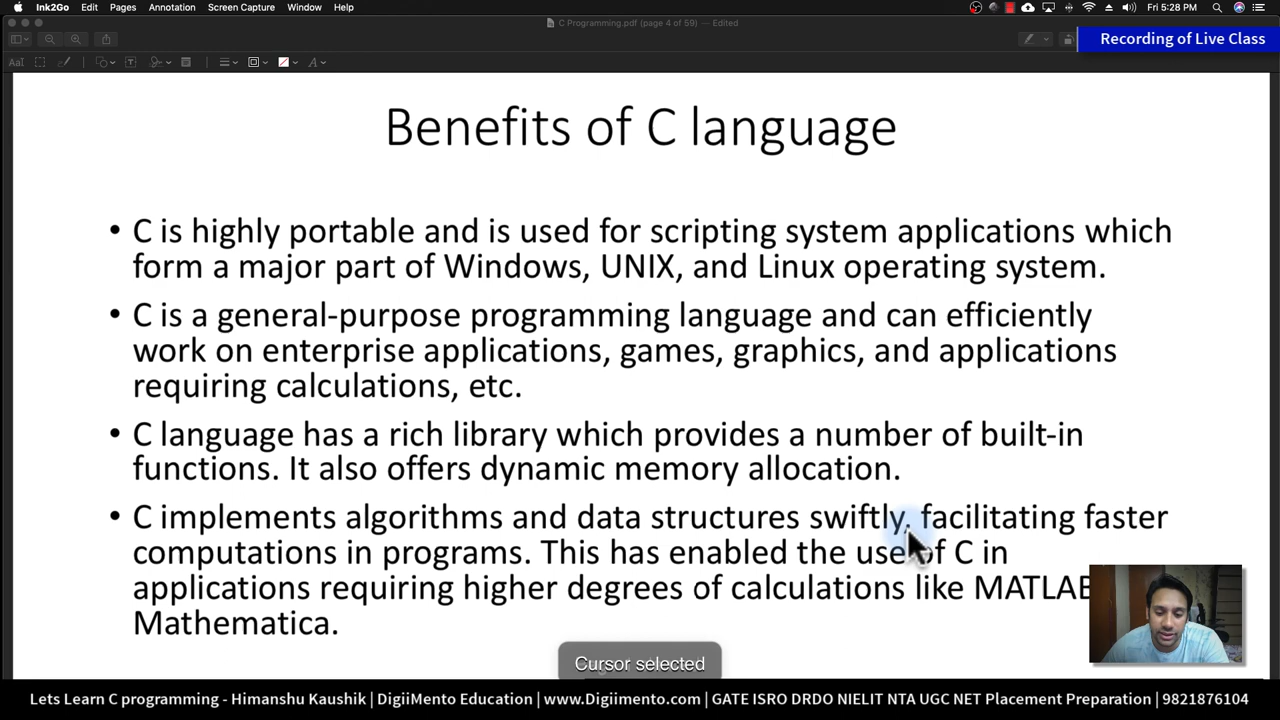 Ink2Go Edit Pages Annotation Screen Capture Window Help Fri 5:28 PM
C Programming.pdf (page 4 of 59) — Edited
Recording of Live Class
Benefits of C language
• C is highly portable and is used for scripting system applications which
form a major part of Windows, UNIX, and Linux operating system.
• C is a general-purpose programming language and can efficiently
work on enterprise applications, games, graphics, and applications
requiring calculations, etc.
• C language has a rich library which provides a number of built-in
functions. It also offers dynamic memory allocation.
• C implements algorithms and data structures swiftly, facilitating faster
computations in programs. This has enabled the use of C in
applications requiring higher degrees of calculations like MATLAB
Mathematica.
Cursor selected
Lets Learn C programming - Himanshu Kaushik | DigiiMento Education | www.Digiimento.com | GATE ISRO DRDO NIELIT NTA UGC NET Placement Preparation | 9821876104